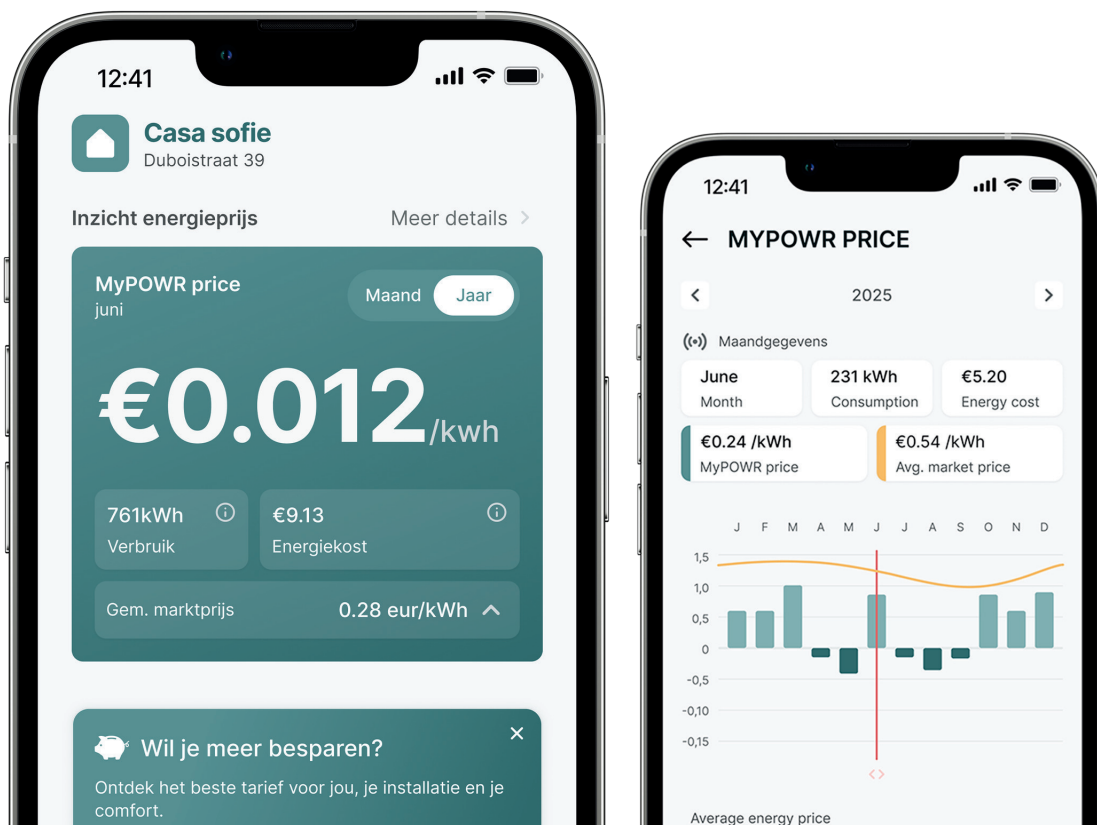 12:41
Casa sofie
Duboistraat 39
Inzicht energieprijs
Meer details
MyPOWR price
juni
Maand
Jaar
€0.012/kwh
761kWh
Verbruik
€9.13
Energiekost
Gem. marktprijs
0.28 eur/kWh
Wil je meer besparen?
Ontdek het beste tarief voor jou, je installatie en je
comfort.
12:41
MYPOWR PRICE
2025
Maandgegevens
June
Month
231 kWh
Consumption
€5.20
Energy cost
€0.24 /kWh
MyPOWR price
€0.54 /kWh
Avg. market price
J F M A M J J A S O N D
1,5
1,0
0,5
0
-0,5
-0,10
-0,15
Average energy price